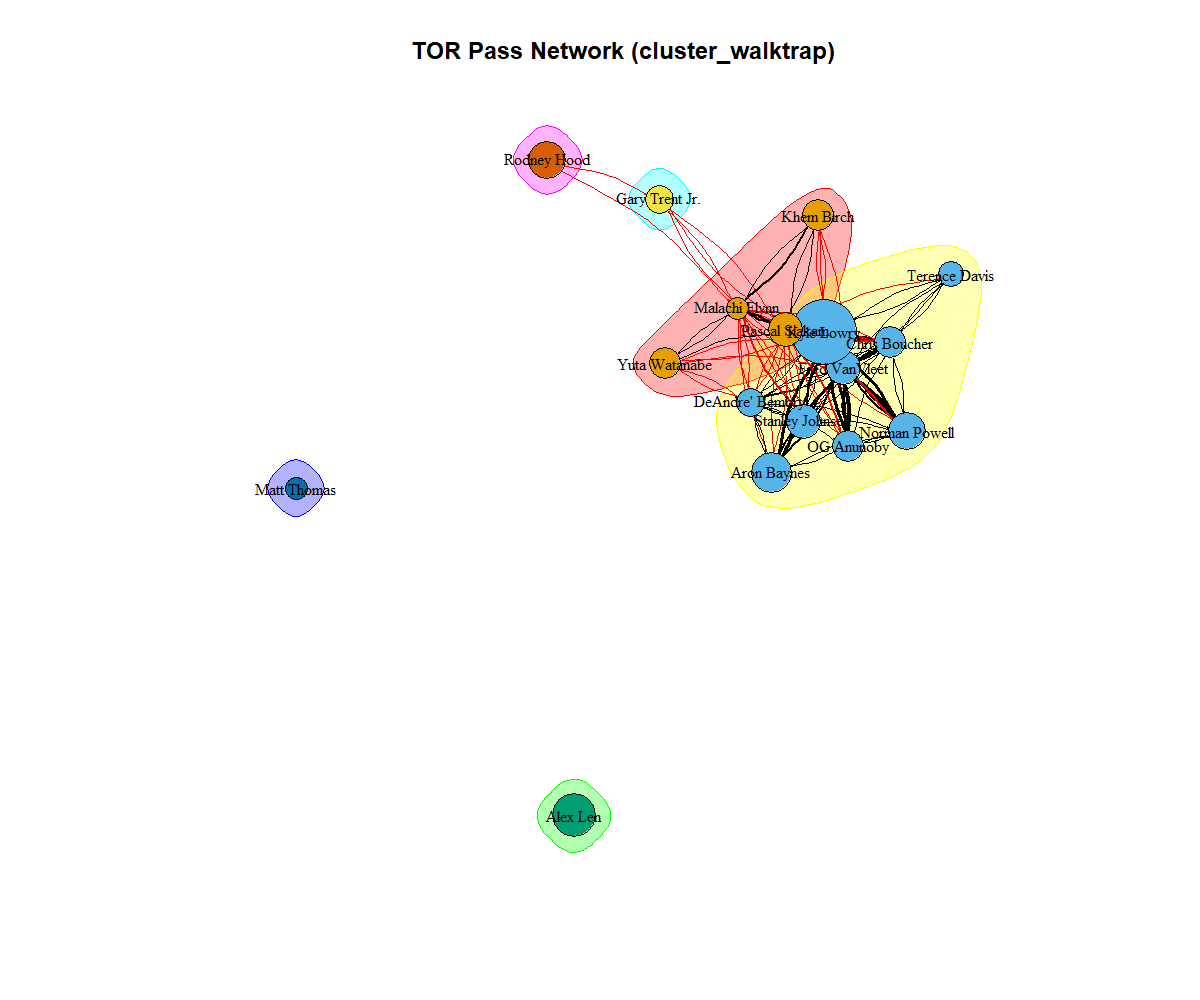 TOR Pass Network (cluster_walktrap)
Rodney Hood
Gary Trent Jr.
Khem Birch
Terence Davis
Malachi Flynn
Pascal Siakam
Kyle Lowry
Chris Boucher
Yuta Watanabe
Fred VanVleet
DeAndre' Bembry
Stanley Johnson
Norman Powell
OG Anunoby
Aron Baynes
Matt Thomas
Alex Len